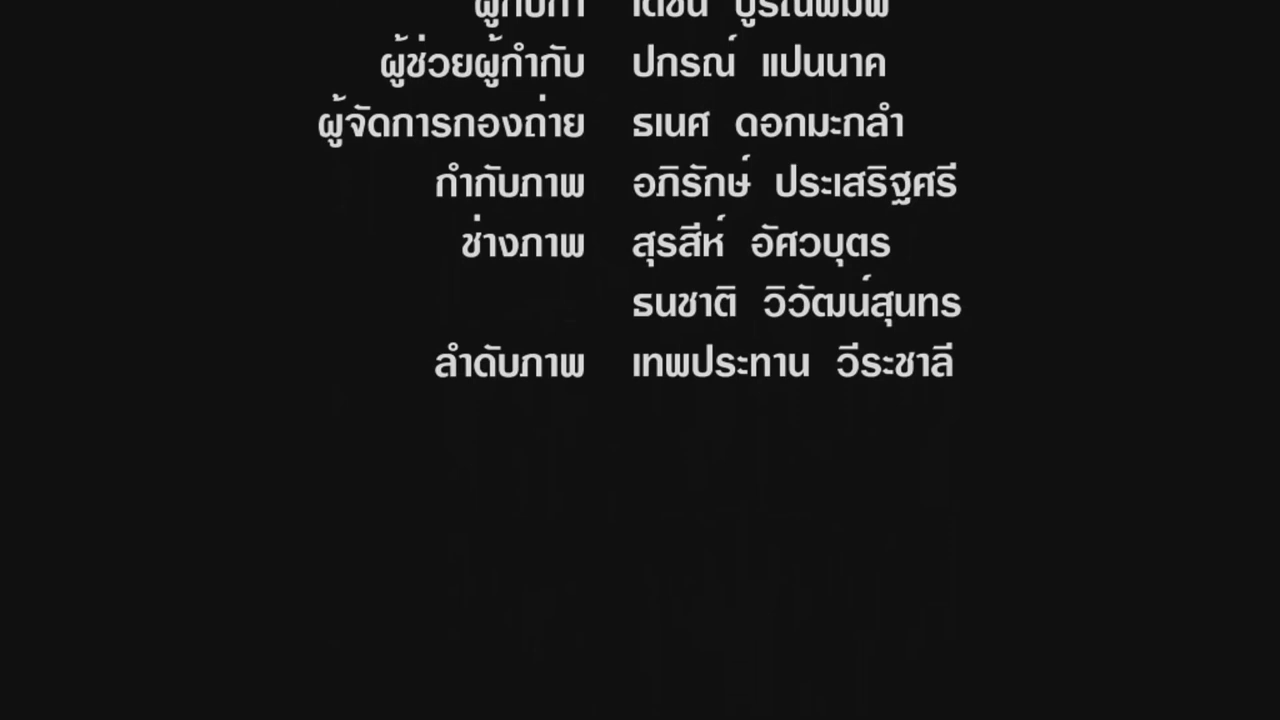 ผู้ช่วยผู้กำกับ ปกรณ์ แปนนาค
ผู้จัดการกองถ่าย ธเนศ ดอกมะกลำ
กำกับภาพ อภิรักษ์ ประเสริฐศรี
ช่างภาพ สุรสีห์ อัศวบุตร
ธนชาติ วิวัฒน์สุนทร
ลำดับภาพ เทพประทาน วีระชาลี